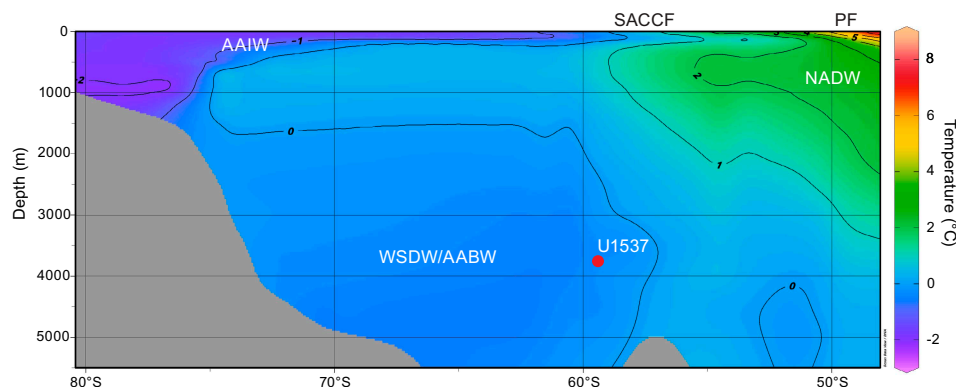 SACCF PF
0 AAIW -1 5 8
-2 2 NADW
1000 6
0
2000 1 4
Depth (m) Temperature (°C)
3000 2
U1537
WSDW/AABW
4000 0 0
5000 -2
80°S 70°S 60°S 50°S